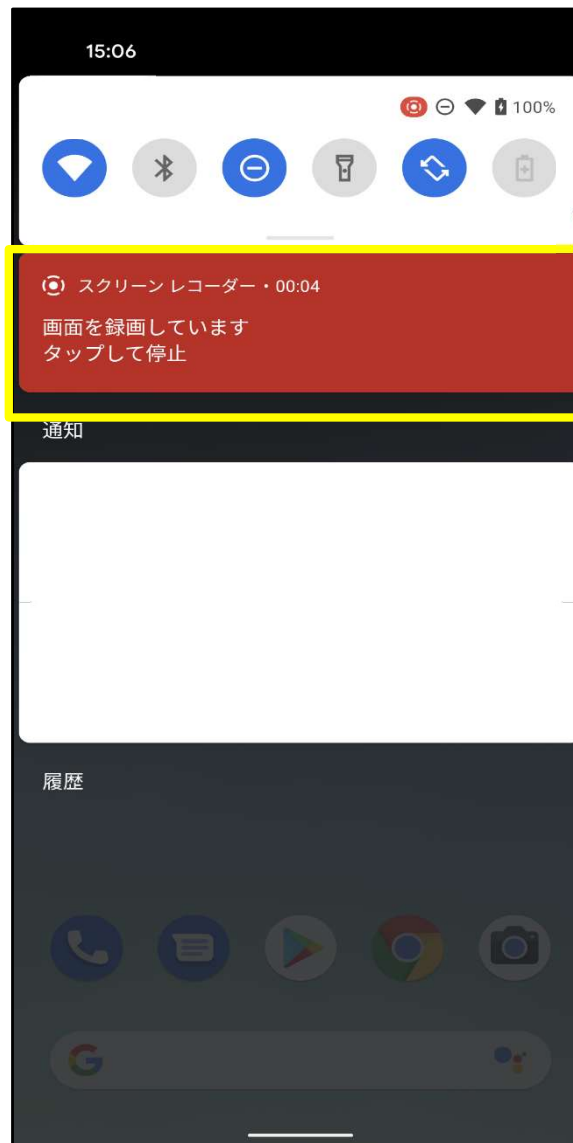 15:06
100%
スクリーン レコーダー・00:04
画面を録画しています
タップして停止
通知
履歴